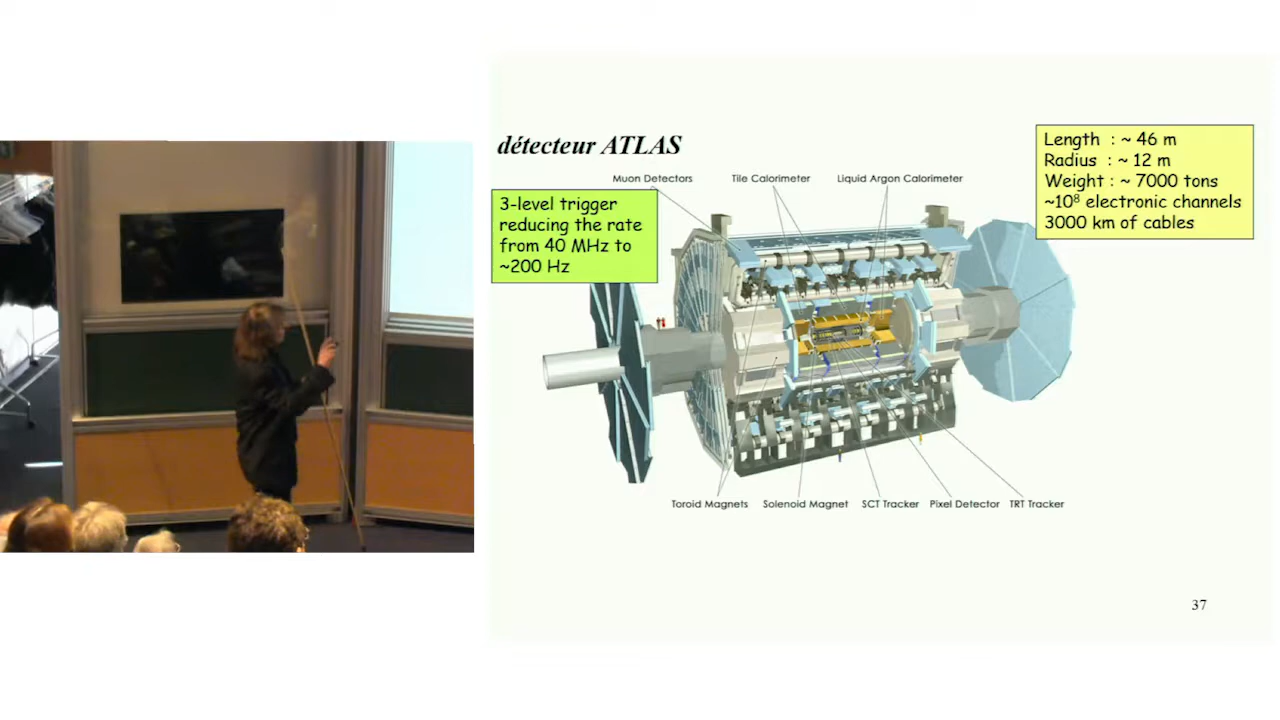 détecteur ATLAS
Length : ~ 46 m
Radius : ~ 12 m
Weight : ~ 7000 tons
~10⁸ electronic channels
3000 km of cables
3-level trigger
reducing the rate
from 40 MHz to
~200 Hz
Muon Detectors
Tile Calorimeter
Liquid Argon Calorimeter
Toroid Magnets
Solenoid Magnet
SCT Tracker
Pixel Detector
TRT Tracker
37